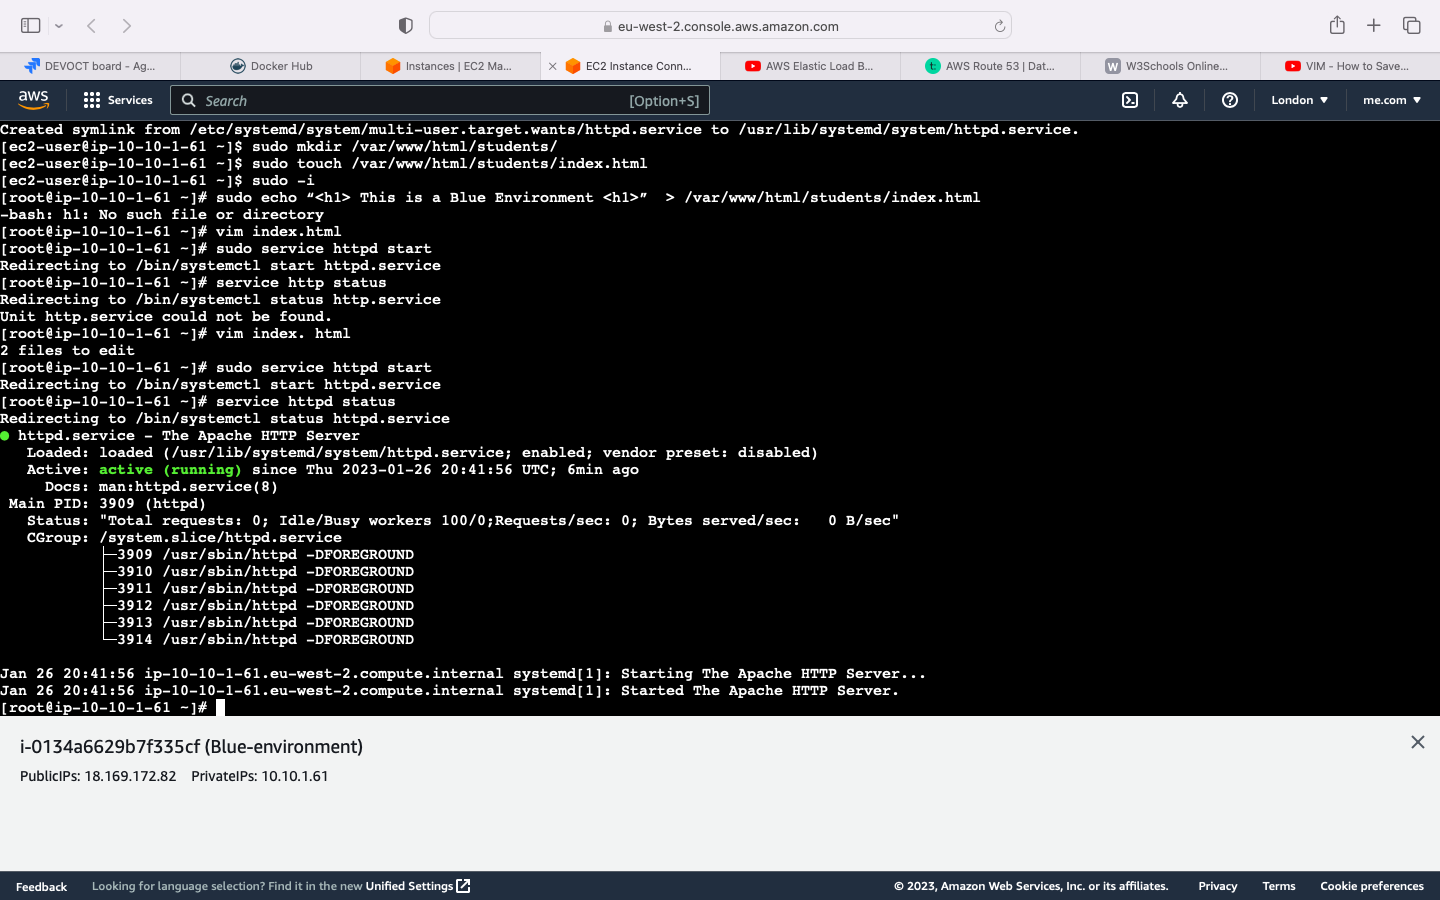 eu-west-2.console.aws.amazon.com
DEVOCT board - Ag...
Docker Hub
Instances | EC2 Ma...
EC2 Instance Conn...
AWS Elastic Load B...
AWS Route 53 | Dat...
W3Schools Online...
VIM - How to Save...
aws
Services
Search
[Option+S]
London
me.com
Created symlink from /etc/systemd/system/multi-user.target.wants/httpd.service to /usr/lib/systemd/system/httpd.service.
[ec2-user@ip-10-10-1-61 ~]$ sudo mkdir /var/www/html/students/
[ec2-user@ip-10-10-1-61 ~]$ sudo touch /var/www/html/students/index.html
[ec2-user@ip-10-10-1-61 ~]$ sudo -i
[root@ip-10-10-1-61 ~]# sudo echo “<h1> This is a Blue Environment <h1>”  > /var/www/html/students/index.html
-bash: h1: No such file or directory
[root@ip-10-10-1-61 ~]# vim index.html
[root@ip-10-10-1-61 ~]# sudo service httpd start
Redirecting to /bin/systemctl start httpd.service
[root@ip-10-10-1-61 ~]# service http status
Redirecting to /bin/systemctl status http.service
Unit http.service could not be found.
[root@ip-10-10-1-61 ~]# vim index. html
2 files to edit
[root@ip-10-10-1-61 ~]# sudo service httpd start
Redirecting to /bin/systemctl start httpd.service
[root@ip-10-10-1-61 ~]# service httpd status
Redirecting to /bin/systemctl status httpd.service
● httpd.service - The Apache HTTP Server
Loaded: loaded (/usr/lib/systemd/system/httpd.service; enabled; vendor preset: disabled)
Active: active (running) since Thu 2023-01-26 20:41:56 UTC; 6min ago
Docs: man:httpd.service(8)
Main PID: 3909 (httpd)
Status: "Total requests: 0; Idle/Busy workers 100/0;Requests/sec: 0; Bytes served/sec:   0 B/sec"
CGroup: /system.slice/httpd.service
├─3909 /usr/sbin/httpd -DFOREGROUND
├─3910 /usr/sbin/httpd -DFOREGROUND
├─3911 /usr/sbin/httpd -DFOREGROUND
├─3912 /usr/sbin/httpd -DFOREGROUND
├─3913 /usr/sbin/httpd -DFOREGROUND
└─3914 /usr/sbin/httpd -DFOREGROUND
Jan 26 20:41:56 ip-10-10-1-61.eu-west-2.compute.internal systemd[1]: Starting The Apache HTTP Server...
Jan 26 20:41:56 ip-10-10-1-61.eu-west-2.compute.internal systemd[1]: Started The Apache HTTP Server.
[root@ip-10-10-1-61 ~]#
i-0134a6629b7f335cf (Blue-environment)
PublicIPs: 18.169.172.82 PrivateIPs: 10.10.1.61
Feedback
Looking for language selection? Find it in the new Unified Settings
© 2023, Amazon Web Services, Inc. or its affiliates.
Privacy
Terms
Cookie preferences